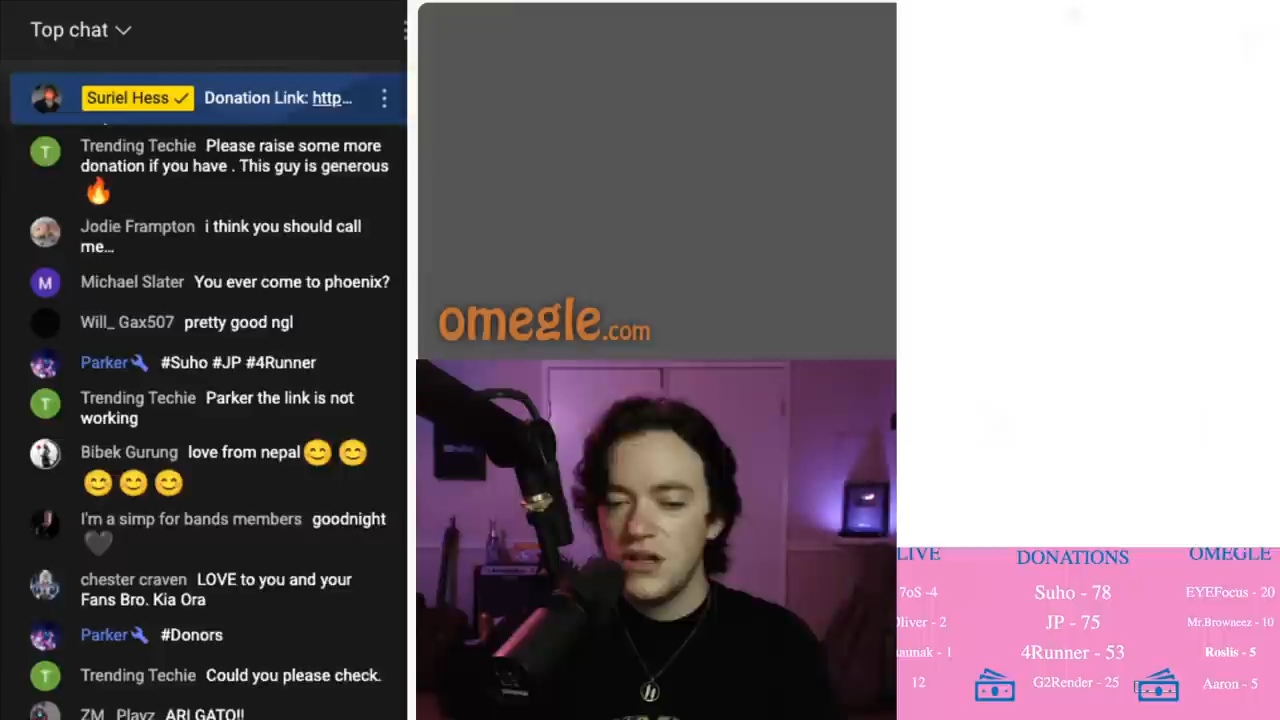 Top chat
Suriel Hess Donation Link: http...
Trending Techie Please raise some more
donation if you have . This guy is generous
Jodie Frampton i think you should call
me...
Michael Slater You ever come to phoenix?
Will_ Gax507 pretty good ngl
Parker #Suho #JP #4Runner
Trending Techie Parker the link is not
working
Bibek Gurung love from nepal
I'm a simp for bands members goodnight
chester craven LOVE to you and your
Fans Bro. Kia Ora
Parker #Donors
Trending Techie Could you please check.
ZM_Playz ARIGATO!!
omegle.com
LIVE
7oS -4
Oliver - 2
aunak - 1
12
DONATIONS
Suho - 78
JP - 75
4Runner - 53
G2Render - 25
OMEGLE
EYEFocus - 20
Mr.Browneez - 10
Roslis - 5
Aaron - 5